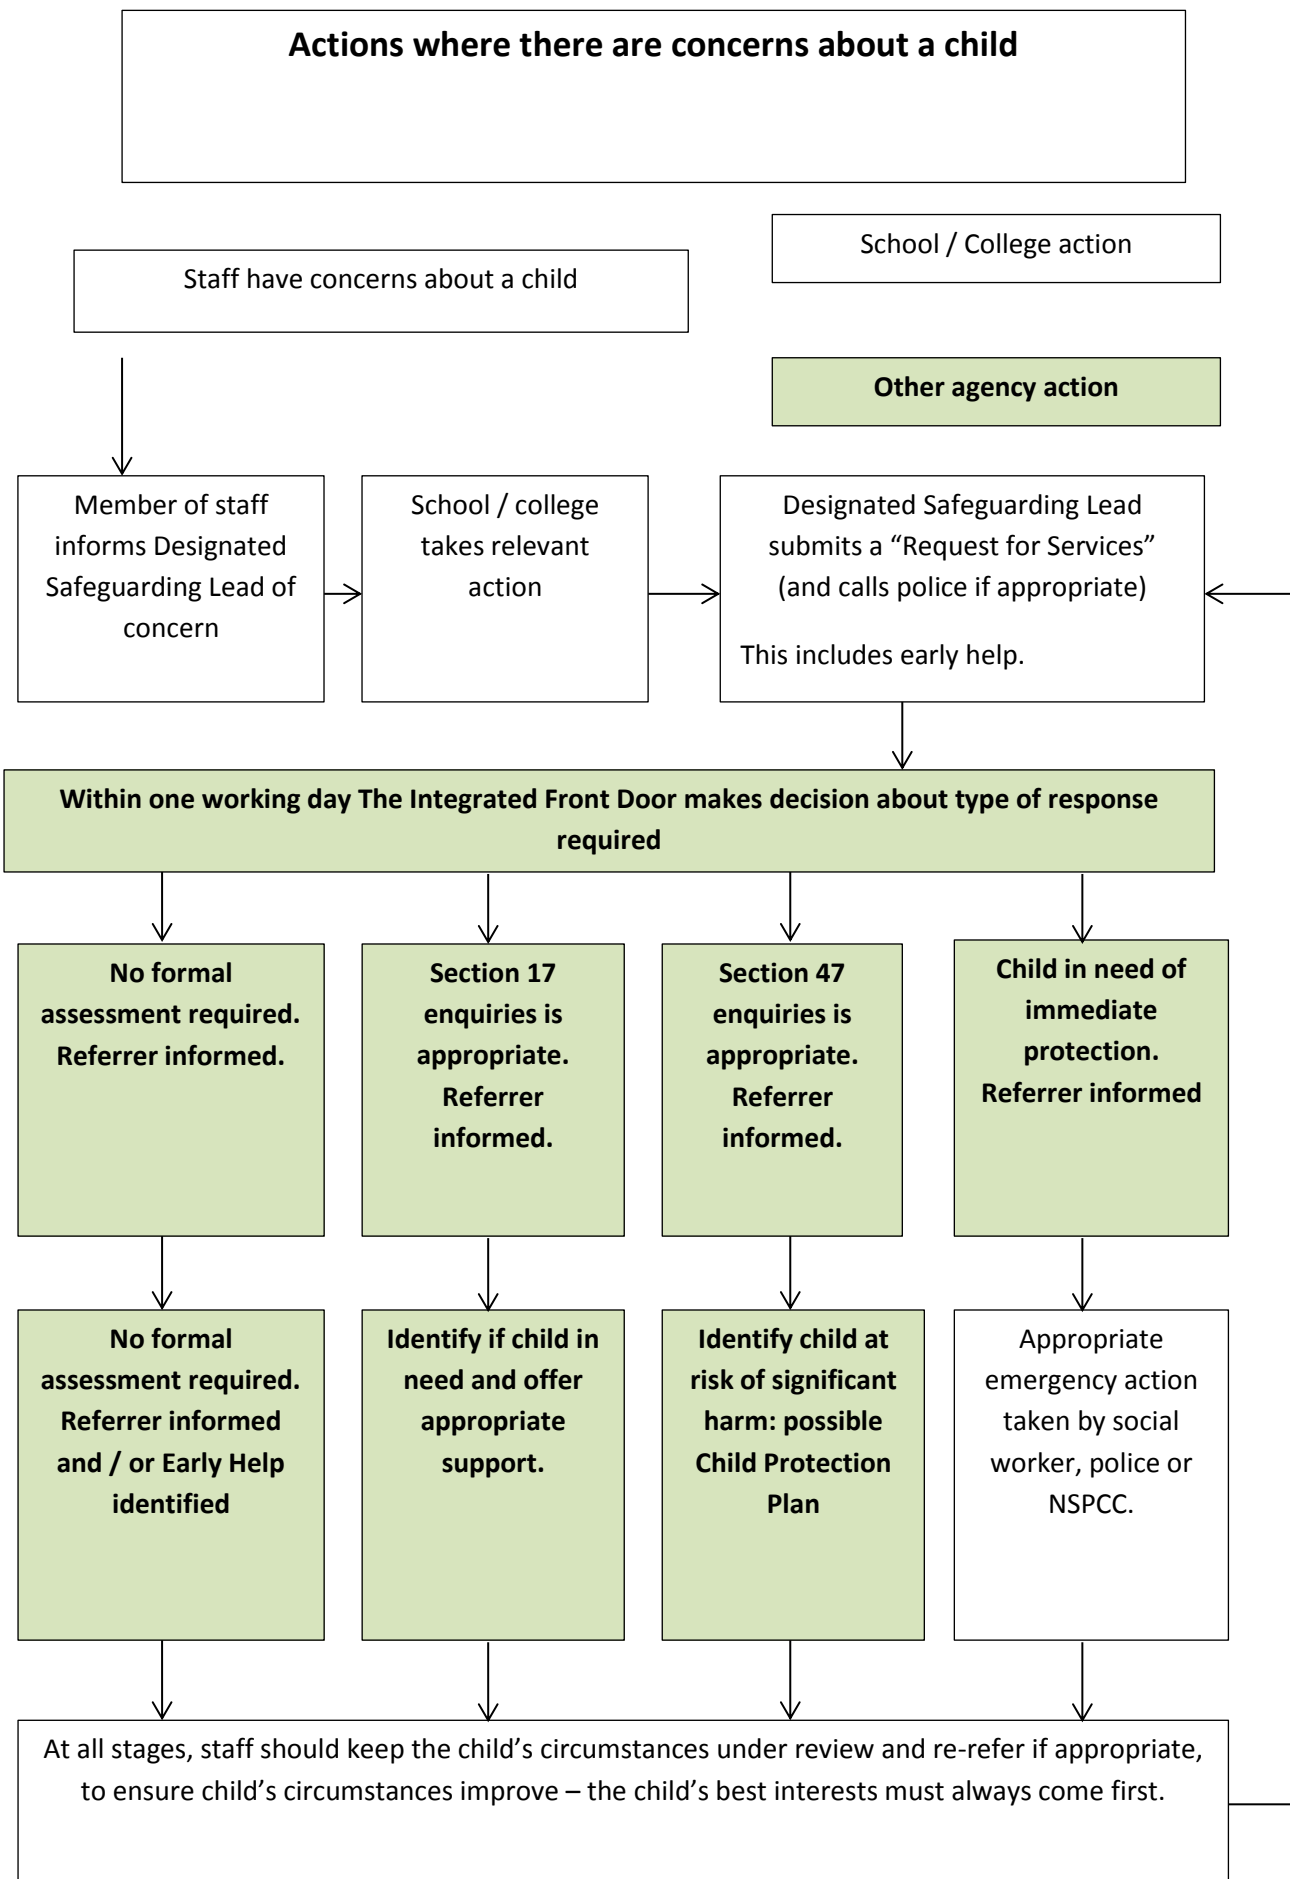 Actions where there are concerns about a child
School / College action
Staff have concerns about a child
Other agency action
Member of staff
informs Designated
Safeguarding Lead of
concern
School / college
takes relevant
action
Designated Safeguarding Lead
submits a “Request for Services”
(and calls police if appropriate)
This includes early help.
Within one working day The Integrated Front Door makes decision about type of response
required
No formal
assessment required.
Referrer informed.
Section 17
enquiries is
appropriate.
Referrer
informed.
Section 47
enquiries is
appropriate.
Referrer
informed.
Child in need of
immediate
protection.
Referrer informed
No formal
assessment required.
Referrer informed
and / or Early Help
identified
Identify if child in
need and offer
appropriate
support.
Identify child at
risk of significant
harm: possible
Child Protection
Plan
Appropriate
emergency action
taken by social
worker, police or
NSPCC.
At all stages, staff should keep the child’s circumstances under review and re-refer if appropriate,
to ensure child’s circumstances improve – the child’s best interests must always come first.